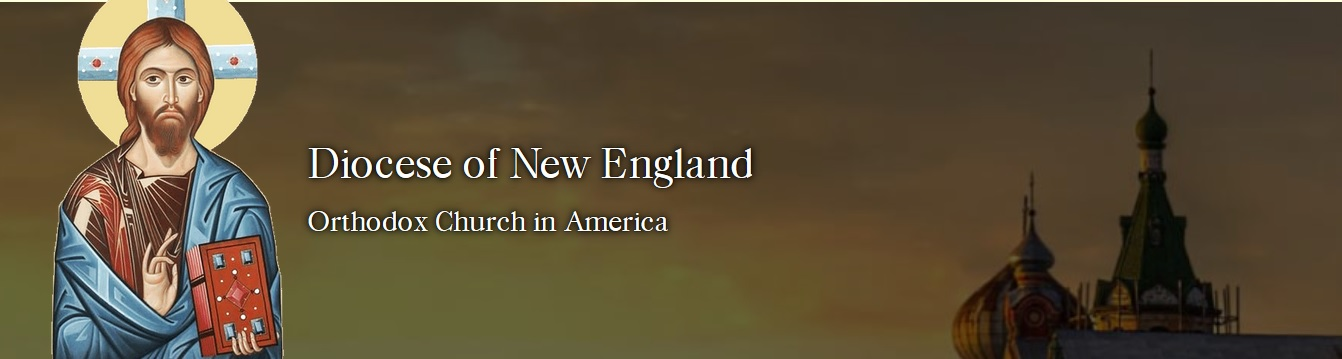 Diocese of New England
Orthodox Church in America